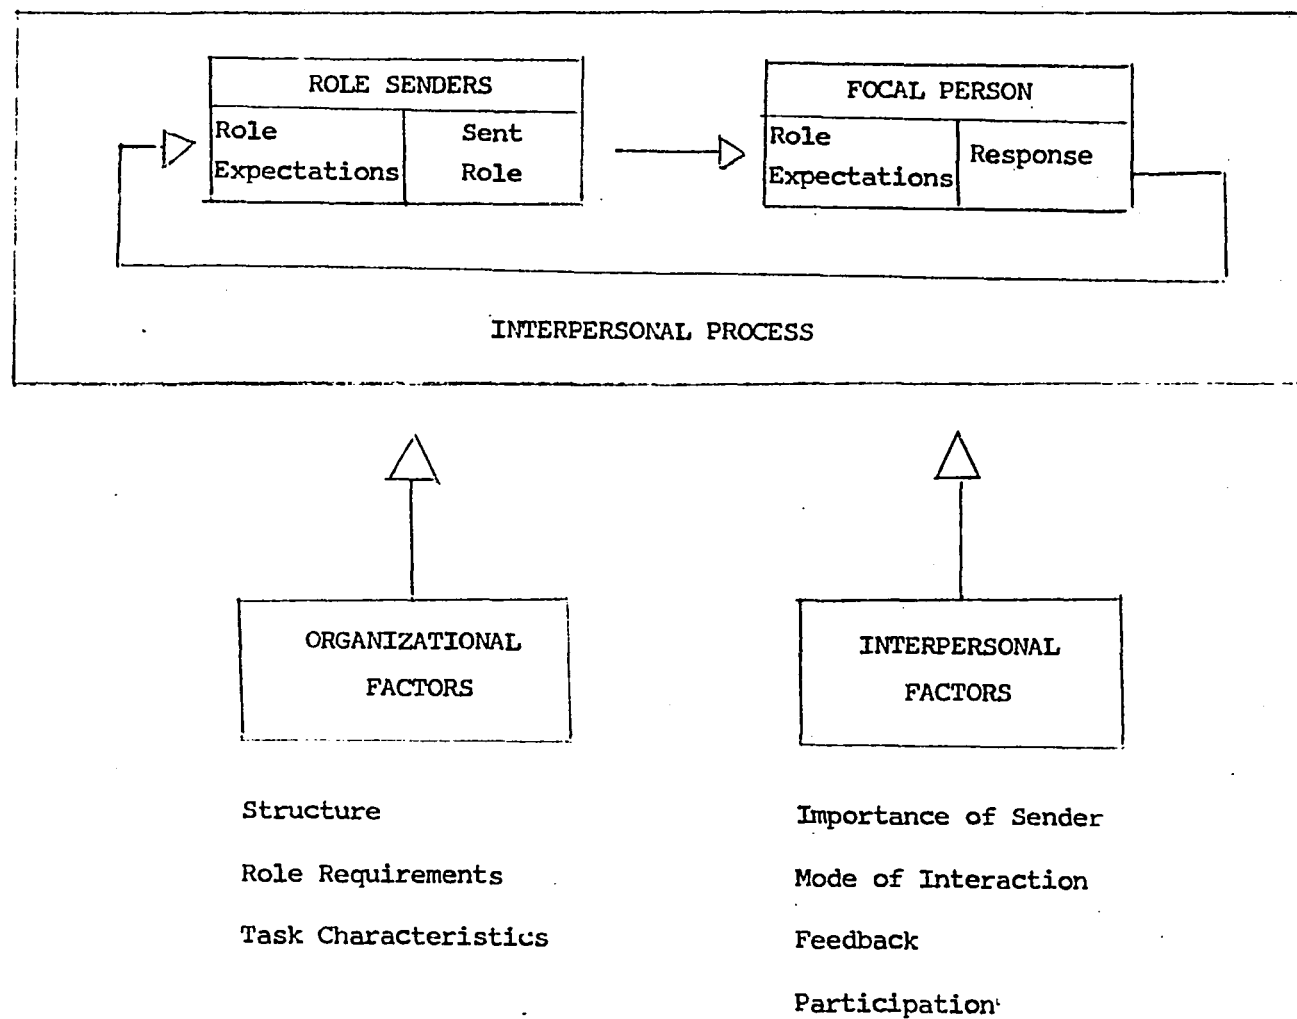 ROLE SENDERS
Role
Expectations
Sent
Role
FOCAL PERSON
Role
Expectations
Response
INTERPERSONAL PROCESS
ORGANIZATIONAL
FACTORS
Structure
Role Requirements
Task Characteristics
INTERPERSONAL
FACTORS
Importance of Sender
Mode of Interaction
Feedback
Participation